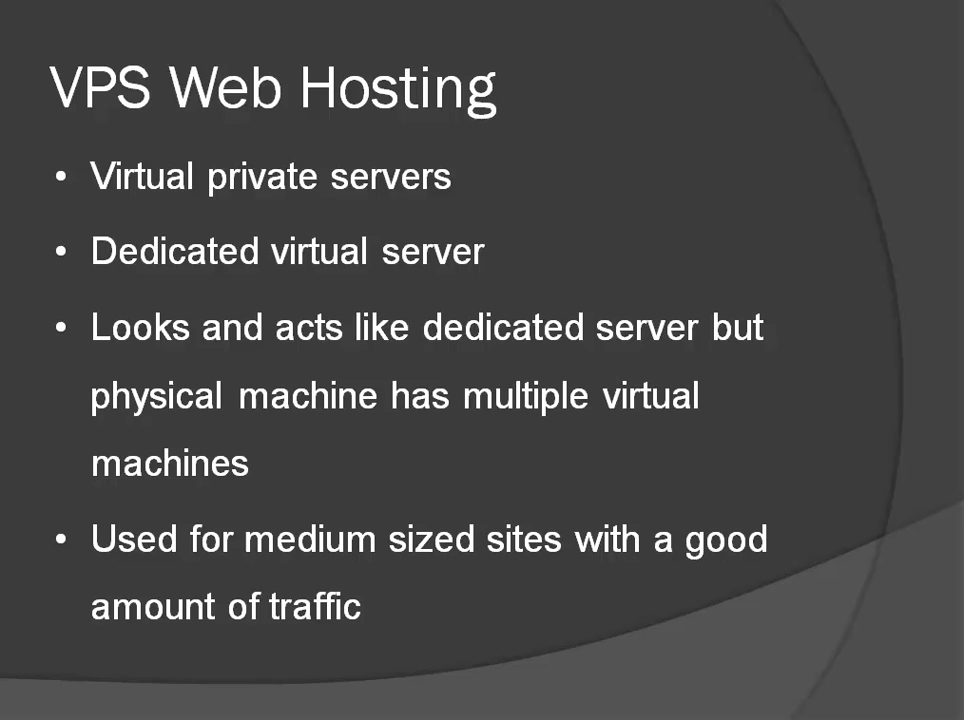 VPS Web Hosting
• Virtual private servers
• Dedicated virtual server
• Looks and acts like dedicated server but
physical machine has multiple virtual
machines
• Used for medium sized sites with a good
amount of traffic